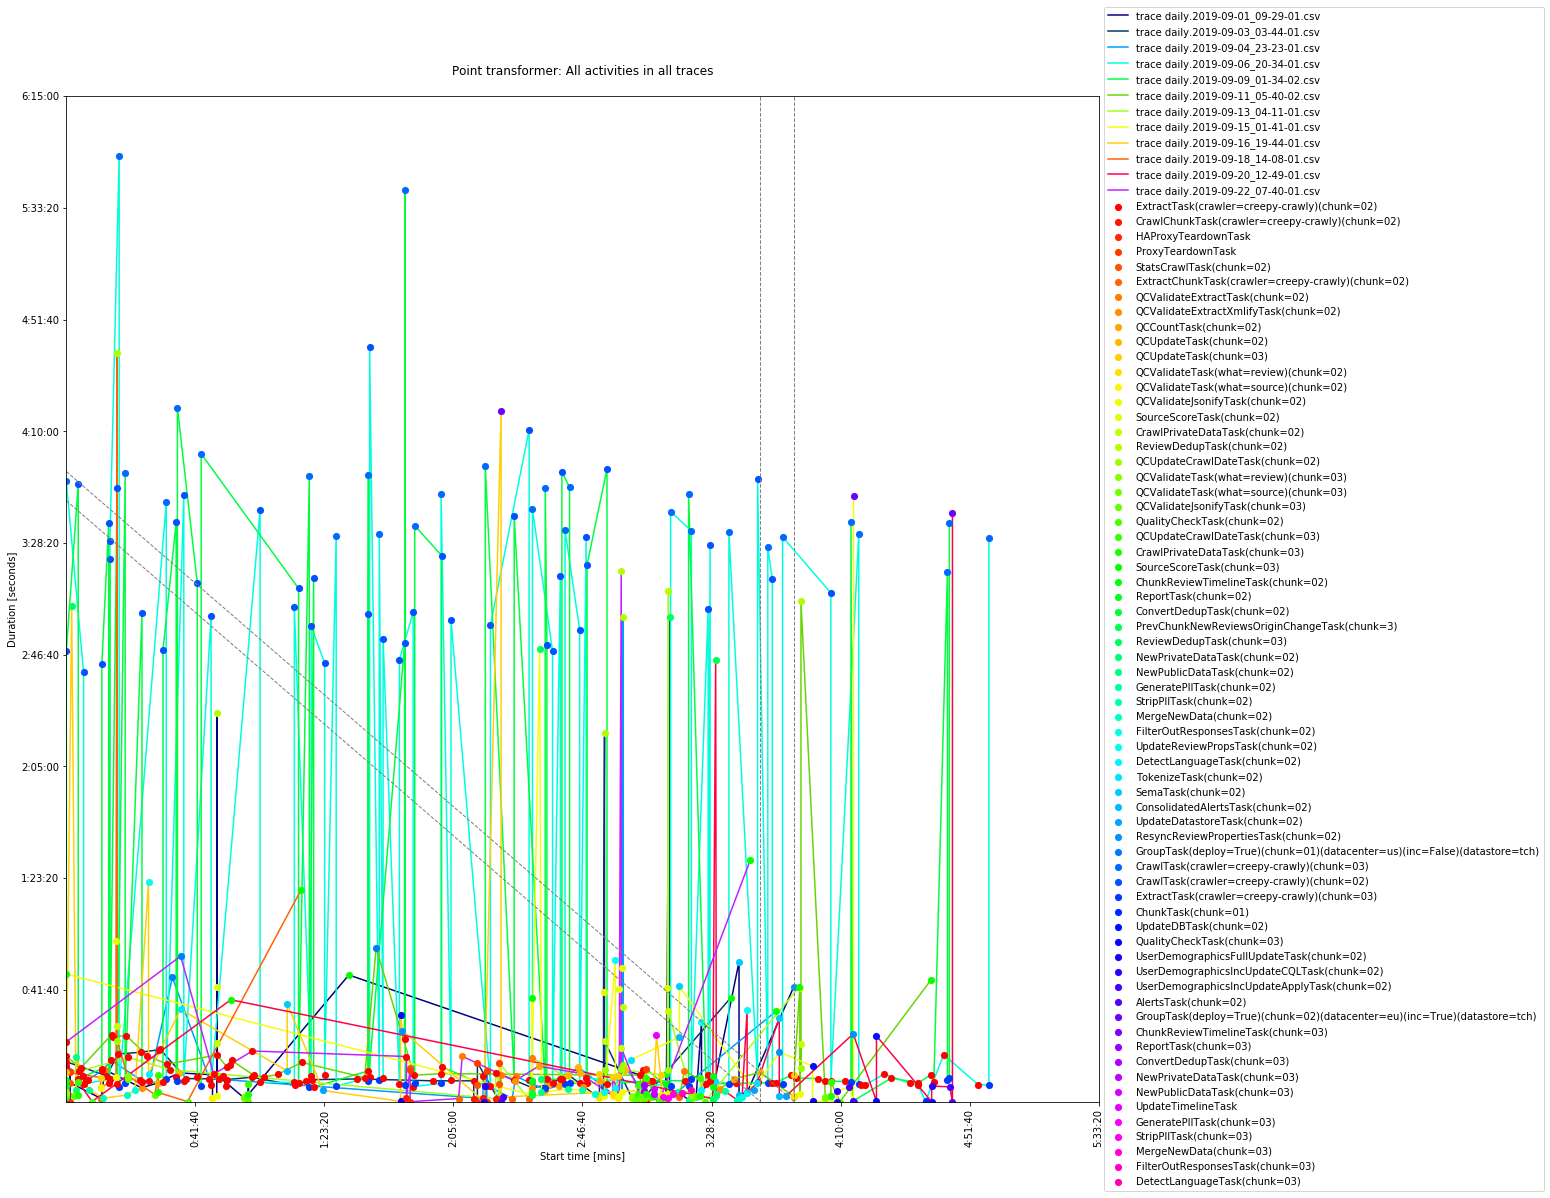 Point transformer: All activities in all traces
6:15:00
5:33:20
4:51:40
4:10:00
3:28:20
2:46:40
2:05:00
1:23:20
0:41:40
Duration [seconds]
0:41:40
1:23:20
2:05:00
2:46:40
3:28:20
4:10:00
4:51:40
5:33:20
Start time [mins]
trace daily.2019-09-01_09-29-01.csv
trace daily.2019-09-03_03-44-01.csv
trace daily.2019-09-04_23-23-01.csv
trace daily.2019-09-06_20-34-01.csv
trace daily.2019-09-09_01-34-02.csv
trace daily.2019-09-11_05-40-02.csv
trace daily.2019-09-13_04-11-01.csv
trace daily.2019-09-15_01-41-01.csv
trace daily.2019-09-16_19-44-01.csv
trace daily.2019-09-18_14-08-01.csv
trace daily.2019-09-20_12-49-01.csv
trace daily.2019-09-22_07-40-01.csv
ExtractTask(crawler=creepy-crawly)(chunk=02)
CrawlChunkTask(crawler=creepy-crawly)(chunk=02)
HAProxyTeardownTask
ProxyTeardownTask
StatsCrawlTask(chunk=02)
ExtractChunkTask(crawler=creepy-crawly)(chunk=02)
QCValidateExtractTask(chunk=02)
QCValidateExtractXmlifyTask(chunk=02)
QCCountTask(chunk=02)
QCUpdateTask(chunk=02)
QCUpdateTask(chunk=03)
QCValidateTask(what=review)(chunk=02)
QCValidateTask(what=source)(chunk=02)
QCValidateJsonifyTask(chunk=02)
SourceScoreTask(chunk=02)
CrawlPrivateDataTask(chunk=02)
ReviewDedupTask(chunk=02)
QCUpdateCrawlDateTask(chunk=02)
QCValidateTask(what=review)(chunk=03)
QCValidateTask(what=source)(chunk=03)
QCValidateJsonifyTask(chunk=03)
QualityCheckTask(chunk=02)
QCUpdateCrawlDateTask(chunk=03)
CrawlPrivateDataTask(chunk=03)
SourceScoreTask(chunk=03)
ChunkReviewTimelineTask(chunk=02)
ReportTask(chunk=02)
ConvertDedupTask(chunk=02)
PrevChunkNewReviewsOriginChangeTask(chunk=3)
ReviewDedupTask(chunk=03)
NewPrivateDataTask(chunk=02)
NewPublicDataTask(chunk=02)
GeneratePIITask(chunk=02)
StripPIITask(chunk=02)
MergeNewData(chunk=02)
FilterOutResponsesTask(chunk=02)
UpdateReviewPropsTask(chunk=02)
DetectLanguageTask(chunk=02)
TokenizeTask(chunk=02)
SemaTask(chunk=02)
ConsolidatedAlertsTask(chunk=02)
UpdateDatastoreTask(chunk=02)
ResyncReviewPropertiesTask(chunk=02)
GroupTask(deploy=True)(chunk=01)(datacenter=us)(inc=False)(datastore=tch)
CrawlTask(crawler=creepy-crawly)(chunk=03)
CrawlTask(crawler=creepy-crawly)(chunk=02)
ExtractTask(crawler=creepy-crawly)(chunk=03)
ChunkTask(chunk=01)
UpdateDBTask(chunk=02)
QualityCheckTask(chunk=03)
UserDemographicsFullUpdateTask(chunk=02)
UserDemographicsIncUpdateCQLTask(chunk=02)
UserDemographicsIncUpdateApplyTask(chunk=02)
AlertsTask(chunk=02)
GroupTask(deploy=True)(chunk=02)(datacenter=eu)(inc=True)(datastore=tch)
ChunkReviewTimelineTask(chunk=03)
ReportTask(chunk=03)
ConvertDedupTask(chunk=03)
NewPrivateDataTask(chunk=03)
NewPublicDataTask(chunk=03)
UpdateTimelineTask
GeneratePIITask(chunk=03)
StripPIITask(chunk=03)
MergeNewData(chunk=03)
FilterOutResponsesTask(chunk=03)
DetectLanguageTask(chunk=03)